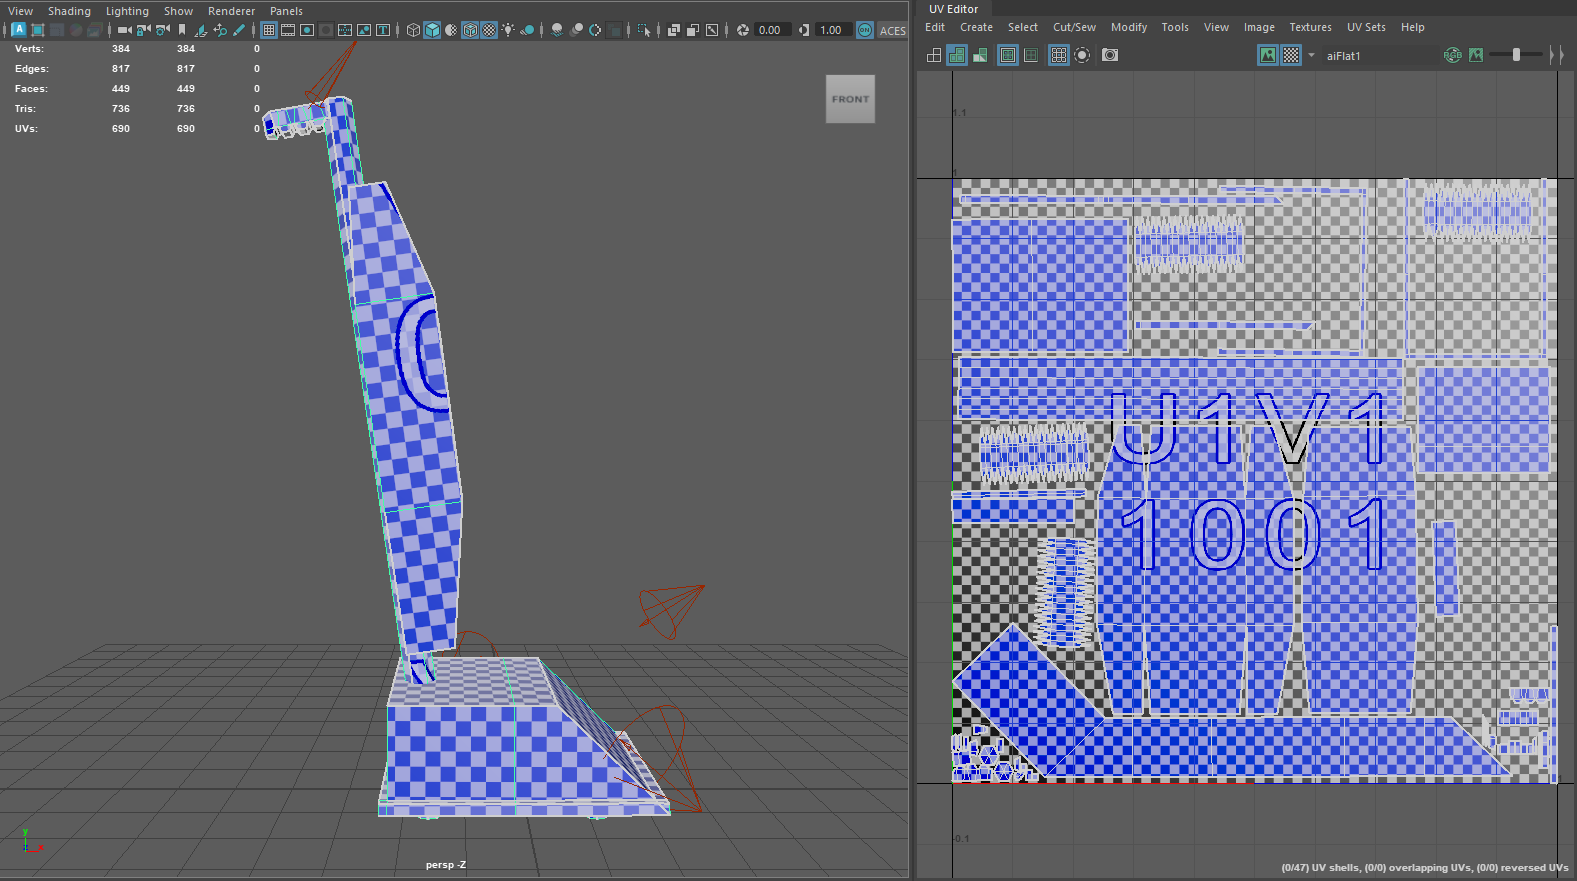 View Shading Lighting Show Renderer Panels
0.00 1.00 ON ACES
Verts: 384 384 0
Edges: 817 817 0
Faces: 449 449 0
Tris: 736 736 0
UVs: 690 690 0
FRONT
y
z x
persp -Z
UV Editor
Edit Create Select Cut/Sew Modify Tools View Image Textures UV Sets Help
aiFlat1 RGB
1.1
1
U1V1
1001
1
-0.1
(0/47) UV shells, (0/0) overlapping UVs, (0/0) reversed UVs